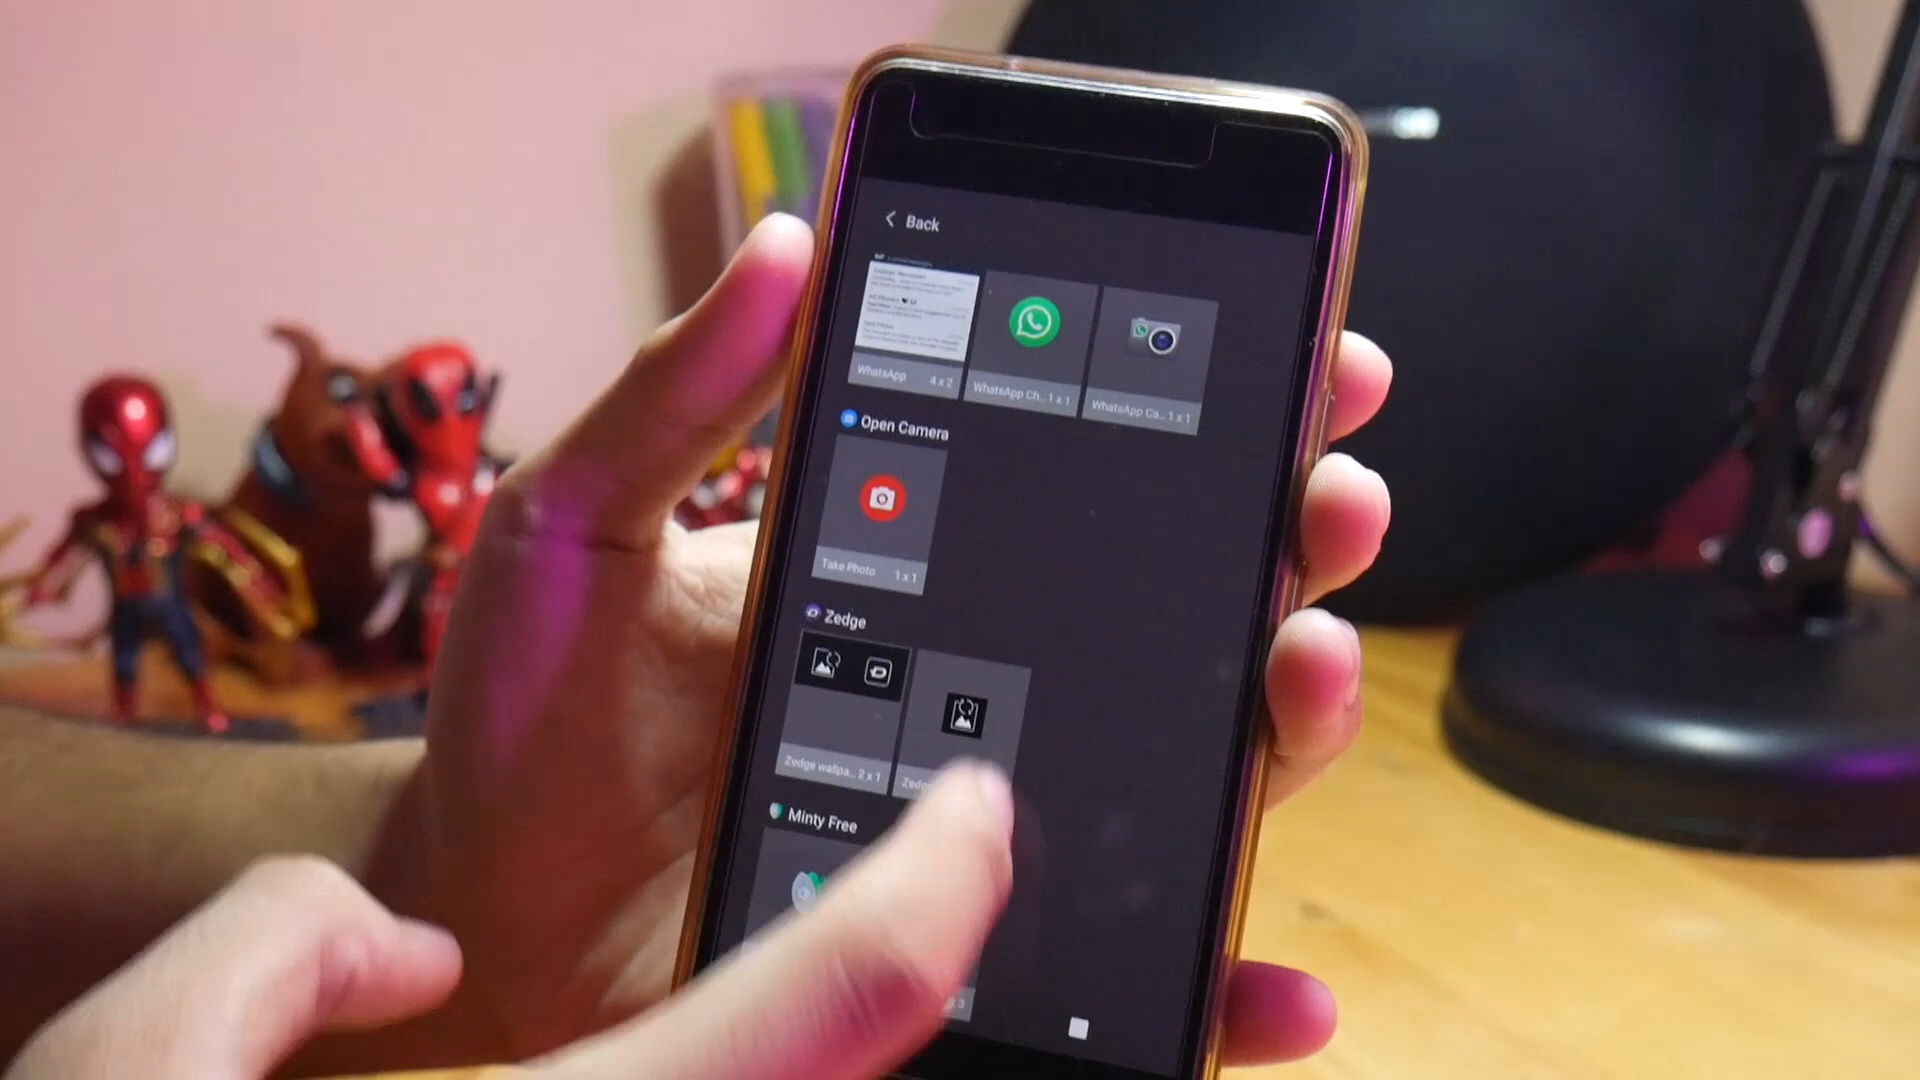 Back
WhatsApp 4 x 2
WhatsApp Ch... 1 x 1
WhatsApp Ca... 1 x 1
Open Camera
Take Photo 1 x 1
Zedge
Zedge wallpa... 2 x 1
Minty Free